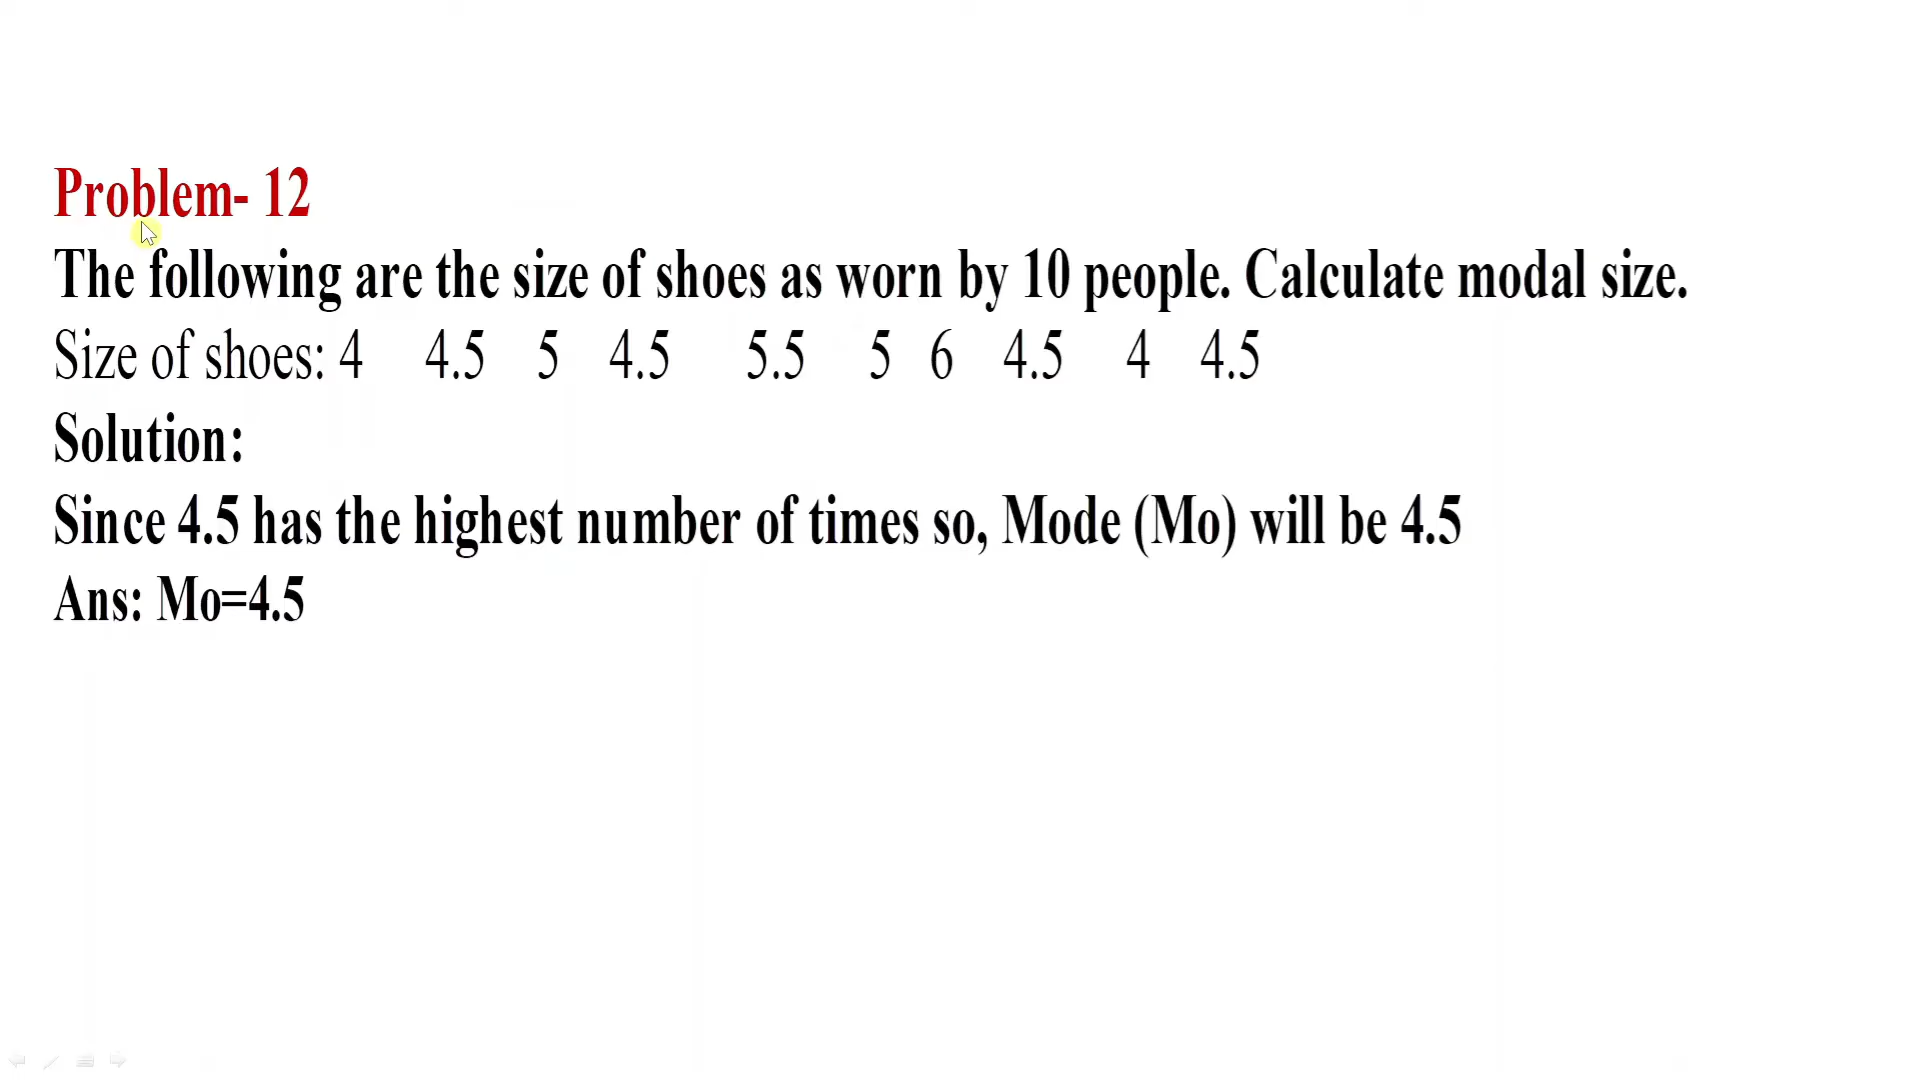 Problem- 12
The following are the size of shoes as worn by 10 people. Calculate modal size.
Size of shoes: 4 4.5 5 4.5 5.5 5 6 4.5 4 4.5
Solution:
Since 4.5 has the highest number of times so, Mode (Mo) will be 4.5
Ans: Mo=4.5